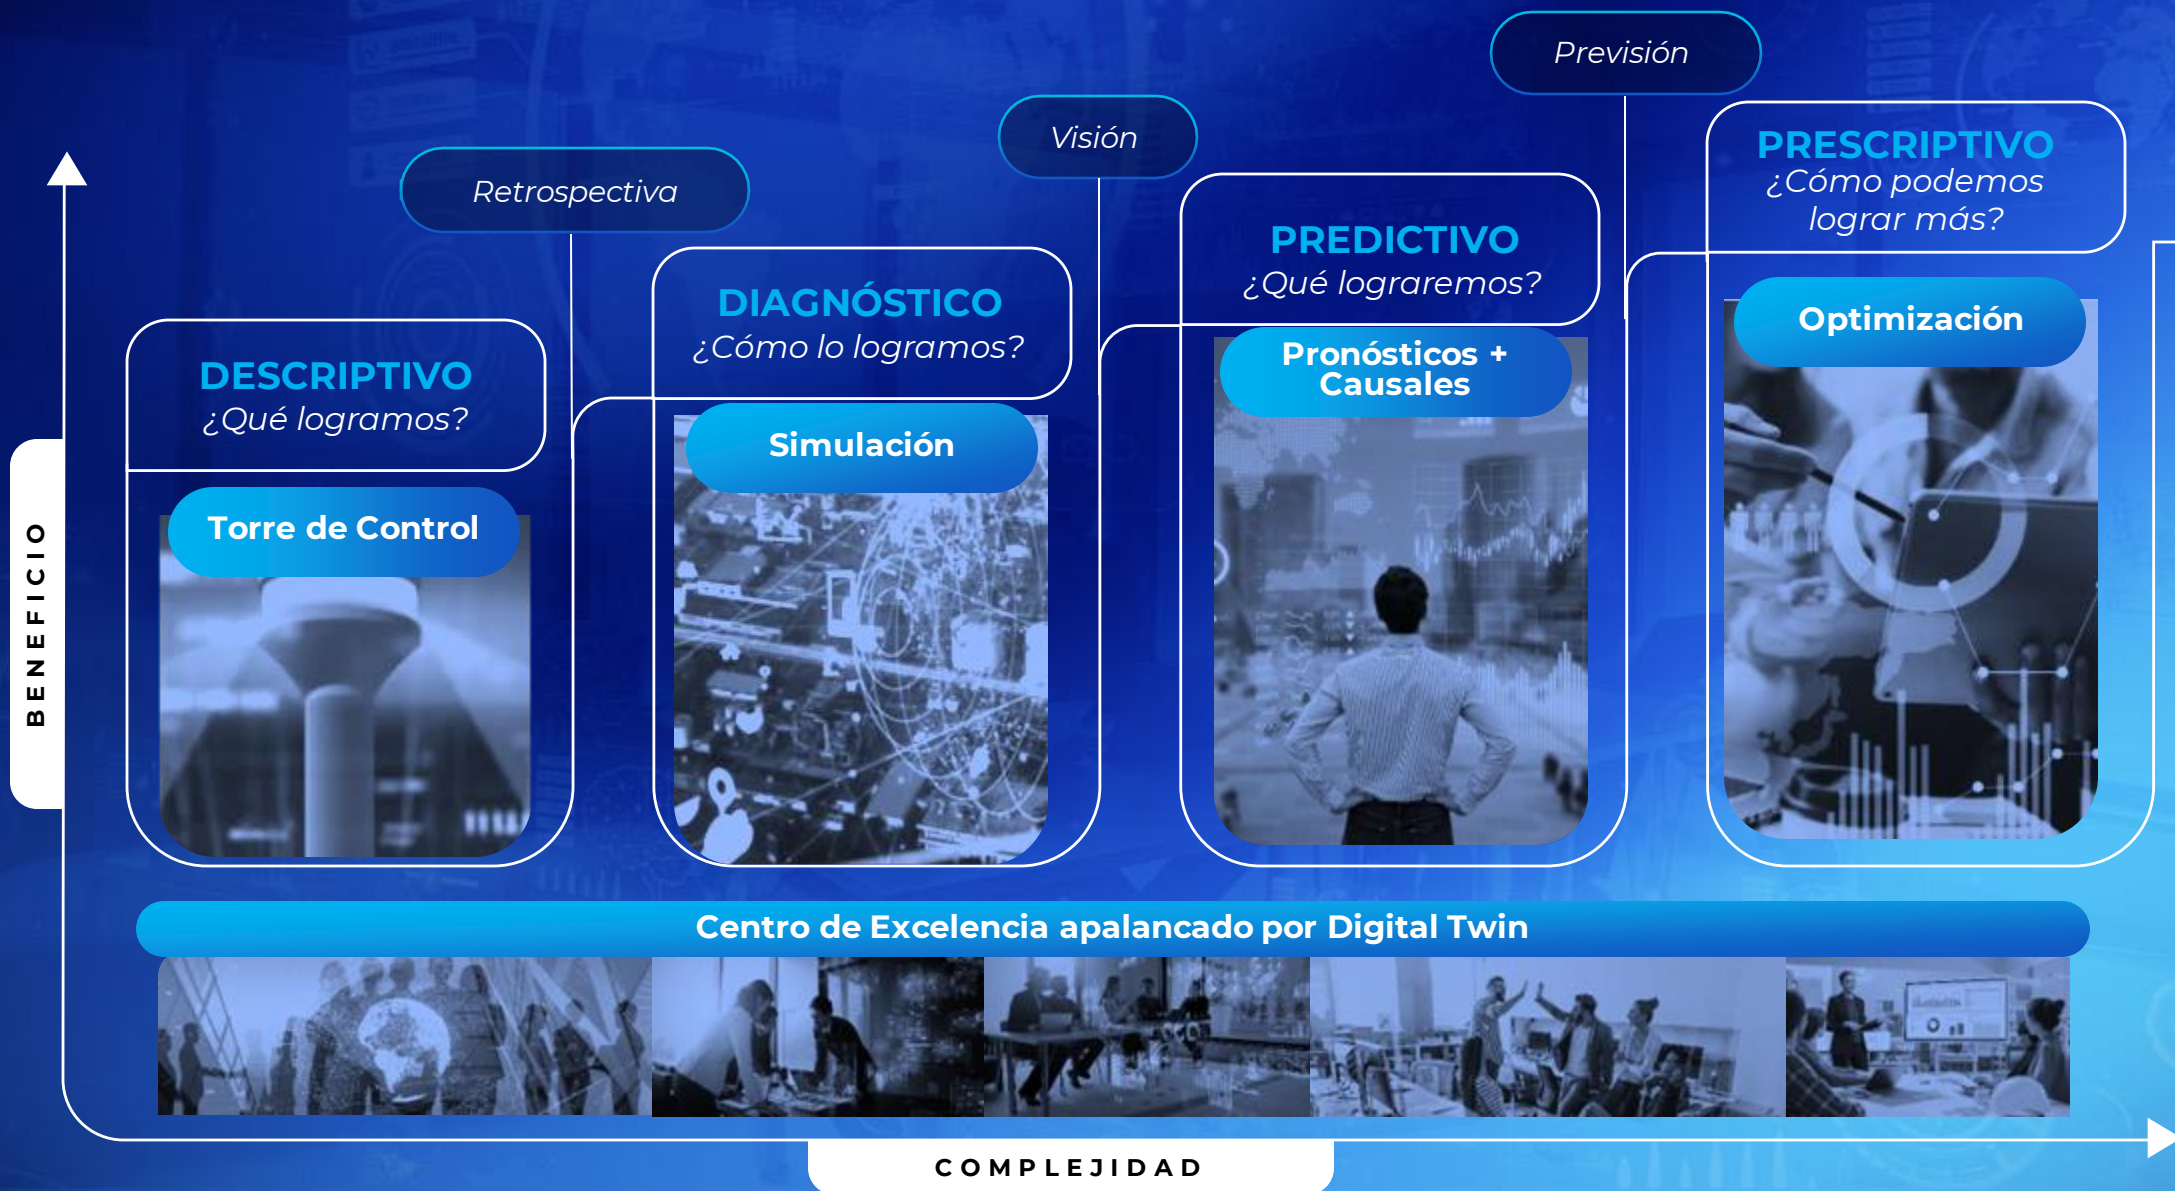 Previsión
Visión
Retrospectiva
PRESCRIPTIVO
¿Cómo podemos
lograr más?
PREDICTIVO
¿Qué lograremos?
DIAGNÓSTICO
¿Cómo lo logramos?
DESCRIPTIVO
¿Qué logramos?
Optimización
Pronósticos +
Causales
Simulación
Torre de Control
BENEFICIO
Centro de Excelencia apalancado por Digital Twin
COMPLEJIDAD